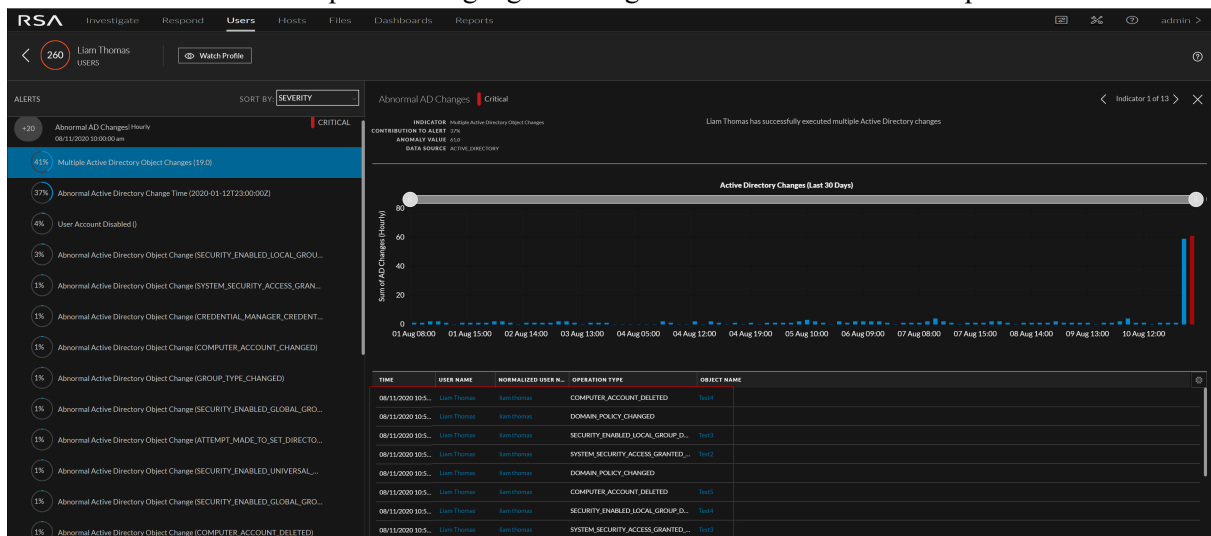 RSA Investigate Respond Users Hosts Files Dashboards Reports admin >
260 Liam Thomas
USERS
Watch Profile
ALERTS SORT BY: SEVERITY
+20 Abnormal AD Changes| Hourly CRITICAL
08/11/2020 10:00:00 am
41% Multiple Active Directory Object Changes (19.0)
37% Abnormal Active Directory Change Time (2020-01-12T23:00:00Z)
4% User Account Disabled ()
3% Abnormal Active Directory Object Change (SECURITY_ENABLED_LOCAL_GROU...
1% Abnormal Active Directory Object Change (SYSTEM_SECURITY_ACCESS_GRAN...
1% Abnormal Active Directory Object Change (CREDENTIAL_MANAGER_CREDENT...
1% Abnormal Active Directory Object Change (COMPUTER_ACCOUNT_CHANGED)
1% Abnormal Active Directory Object Change (GROUP_TYPE_CHANGED)
1% Abnormal Active Directory Object Change (SECURITY_ENABLED_GLOBAL_GRO...
1% Abnormal Active Directory Object Change (ATTEMPT_MADE_TO_SET_DIRECTO...
1% Abnormal Active Directory Object Change (SECURITY_ENABLED_UNIVERSAL_...
1% Abnormal Active Directory Object Change (SECURITY_ENABLED_GLOBAL_GRO...
1% Abnormal Active Directory Object Change (COMPUTER_ACCOUNT_DELETED)
Abnormal AD Changes Critical
Indicator 1 of 13
INDICATOR Multiple Active Directory Object Changes
CONTRIBUTION TO ALERT 37%
ANOMALY VALUE 61.0
DATA SOURCE ACTIVE_DIRECTORY
Liam Thomas has successfully executed multiple Active Directory changes
Active Directory Changes (Last 30 Days)
Sum of AD Changes (Hourly)
80
60
40
20
0
01 Aug 08:00 01 Aug 15:00 02 Aug 14:00 03 Aug 13:00 04 Aug 05:00 04 Aug 12:00 04 Aug 19:00 05 Aug 10:00 06 Aug 09:00 07 Aug 08:00 07 Aug 15:00 08 Aug 14:00 09 Aug 13:00 10 Aug 12:00
TIME USER NAME NORMALIZED USER N... OPERATION TYPE OBJECT NAME
08/11/2020 10:5... Liam Thomas liam thomas COMPUTER_ACCOUNT_DELETED Test4
08/11/2020 10:5... Liam Thomas liam thomas DOMAIN_POLICY_CHANGED
08/11/2020 10:5... Liam Thomas liam thomas SECURITY_ENABLED_LOCAL_GROUP_D... Test3
08/11/2020 10:5... Liam Thomas liam thomas SYSTEM_SECURITY_ACCESS_GRANTED_... Test2
08/11/2020 10:5... Liam Thomas liam thomas DOMAIN_POLICY_CHANGED
08/11/2020 10:5... Liam Thomas liam thomas COMPUTER_ACCOUNT_DELETED Test5
08/11/2020 10:5... Liam Thomas liam thomas SECURITY_ENABLED_LOCAL_GROUP_D... Test4
08/11/2020 10:5... Liam Thomas liam thomas SYSTEM_SECURITY_ACCESS_GRANTED_... Test3